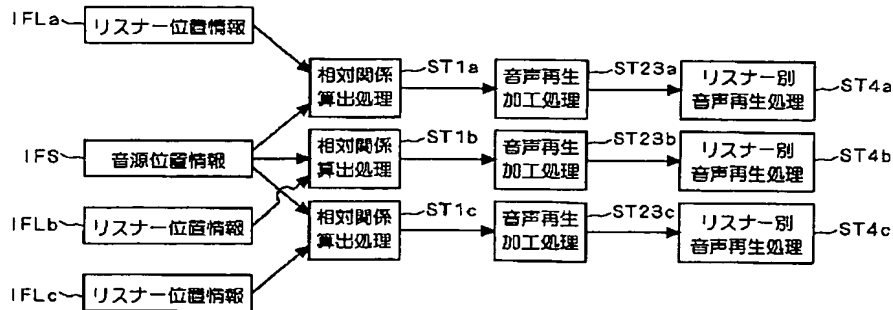 IFLa
リスナー位置情報
相対関係
算出処理
ST1a
音声再生
加工処理
ST23a
リスナー別
音声再生処理
ST4a
IFS
音源位置情報
相対関係
算出処理
ST1b
音声再生
加工処理
ST23b
リスナー別
音声再生処理
ST4b
IFLb
リスナー位置情報
相対関係
算出処理
ST1c
音声再生
加工処理
ST23c
リスナー別
音声再生処理
ST4c
IFLc
リスナー位置情報